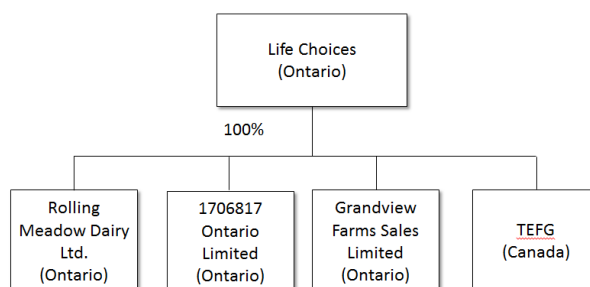 Life Choices
(Ontario)
100%
Rolling
Meadow Dairy
Ltd.
(Ontario)
1706817
Ontario
Limited
(Ontario)
Grandview
Farms Sales
Limited
(Ontario)
TEFG
(Canada)